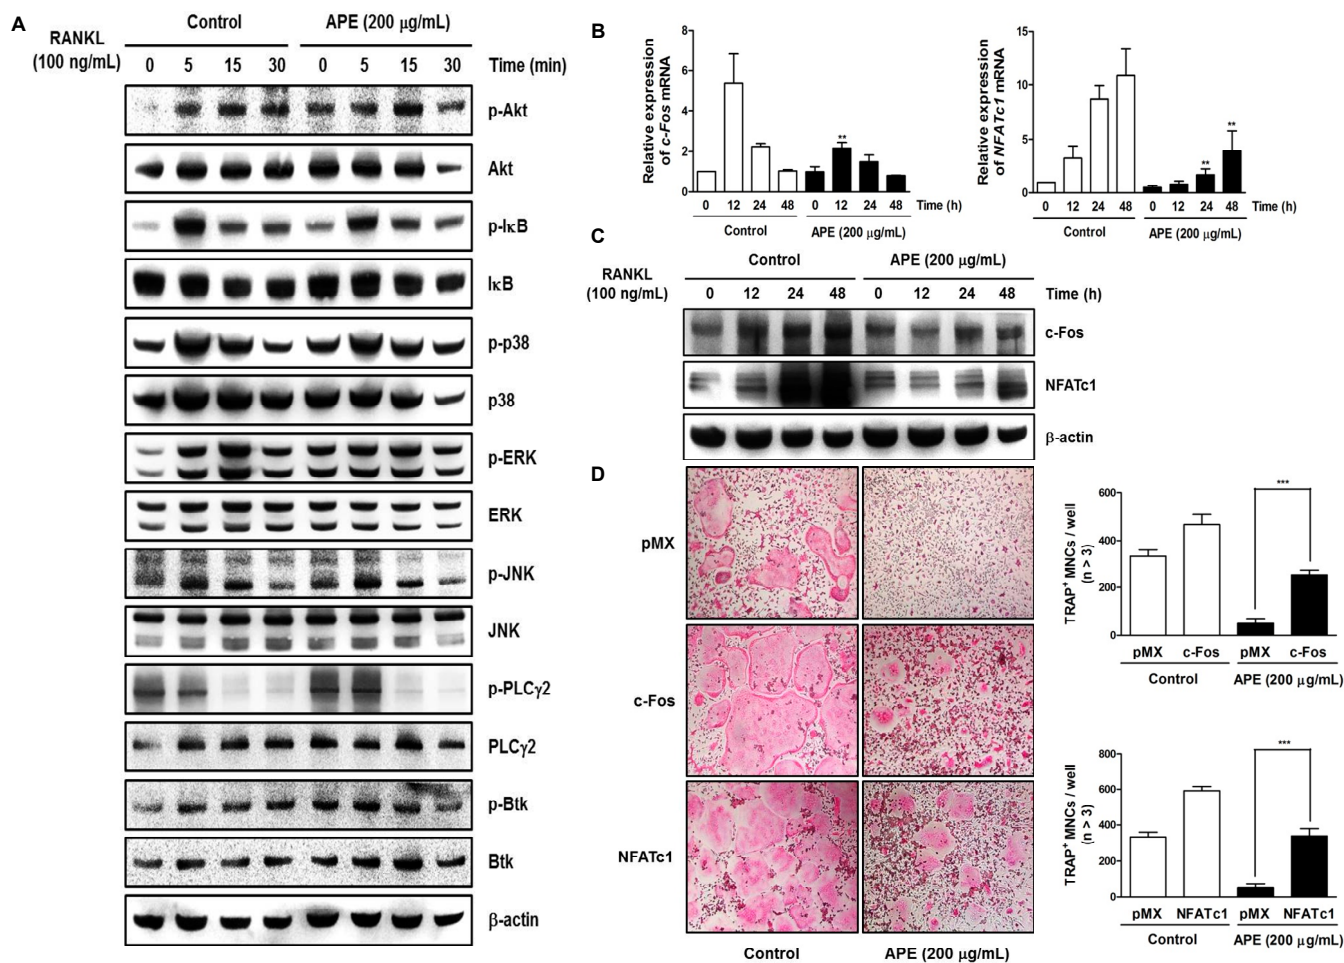 A
Control
APE (200 μg/mL)
RANKL
(100 ng/mL)
0 5 15 30 0 5 15 30 Time (min)
p-Akt
Akt
p-IκB
IκB
p-p38
p38
p-ERK
ERK
p-JNK
JNK
p-PLCγ2
PLCγ2
p-Btk
Btk
β-actin
B
Relative expression
of c-Fos mRNA
8
6
4
2
0
0 12 24 48 0 12 24 48 Time (h)
Control APE (200 μg/mL)
**
Relative expression
of NFATc1 mRNA
15
10
5
0
0 12 24 48 0 12 24 48 Time (h)
Control APE (200 μg/mL)
**
**
C
Control APE (200 μg/mL)
RANKL
(100 ng/mL)
0 12 24 48 0 12 24 48 Time (h)
c-Fos
NFATc1
β-actin
D
pMX
c-Fos
NFATc1
Control APE (200 μg/mL)
TRAP⁺ MNCs / well
(n > 3)
600
400
200
0
***
pMX c-Fos pMX c-Fos
Control APE (200 μg/mL)
TRAP⁺ MNCs / well
(n > 3)
800
600
400
200
0
***
pMX NFATc1 pMX NFATc1
Control APE (200 μg/mL)